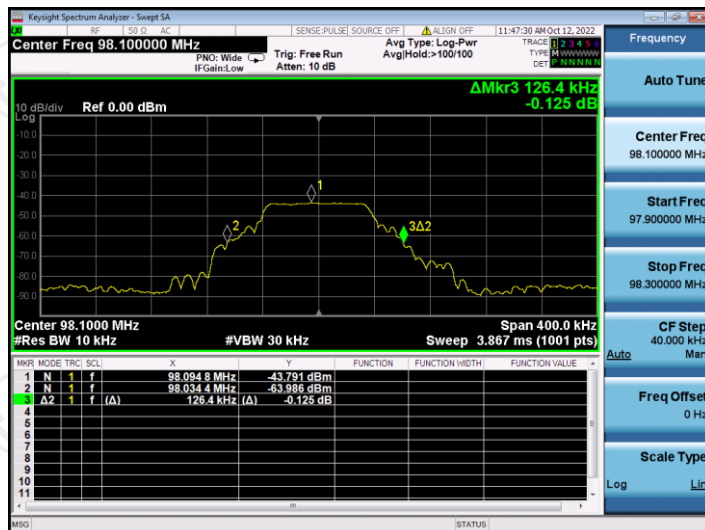 Keysight Spectrum Analyzer - Swept SA
RF 50 Ω AC SENSE:PULSE SOURCE OFF ALIGN OFF 11:47:30 AM Oct 12, 2022
Center Freq 98.100000 MHz
PNO: Wide
IFGain:Low
Trig: Free Run
Atten: 10 dB
Avg Type: Log-Pwr
Avg|Hold:>100/100
TRACE 1 2 3 4 5 6
TYPE M W W W W W
DET P N N N N N
ΔMkr3 126.4 kHz
-0.125 dB
10 dB/div Ref 0.00 dBm
Log
-10.0
-20.0
-30.0
-40.0
-50.0
-60.0
-70.0
-80.0
-90.0
1
2
3Δ2
Center 98.1000 MHz Span 400.0 kHz
#Res BW 10 kHz #VBW 30 kHz Sweep 3.867 ms (1001 pts)
MKR MODE TRC SCL X Y FUNCTION FUNCTION WIDTH FUNCTION VALUE
1 N 1 f 98.094 8 MHz -43.791 dBm
2 N 1 f 98.034 4 MHz -63.986 dBm
3 Δ2 1 f (Δ) 126.4 kHz (Δ) -0.125 dB
4
5
6
7
8
9
10
11
MSG STATUS
Frequency
Auto Tune
Center Freq
98.100000 MHz
Start Freq
97.900000 MHz
Stop Freq
98.300000 MHz
CF Step
40.000 kHz
Auto Man
Freq Offset
0 Hz
Scale Type
Log Lin